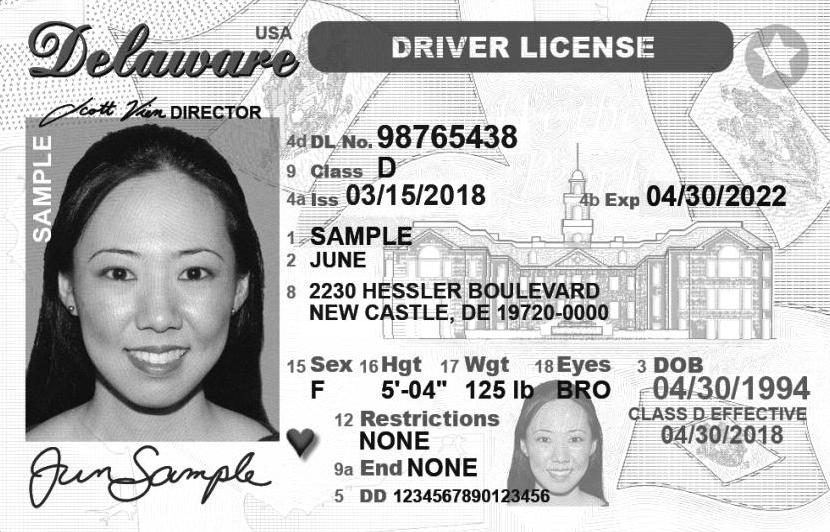 Delaware USA DRIVER LICENSE
Scott Vien DIRECTOR
SAMPLE
4d DL No. 98765438
9 Class D
4a Iss 03/15/2018 4b Exp 04/30/2022
1 SAMPLE
2 JUNE
8 2230 HESSLER BOULEVARD
NEW CASTLE, DE 19720-0000
15 Sex 16 Hgt 17 Wgt 18 Eyes 3 DOB
F 5'-04" 125 lb BRO 04/30/1994
CLASS D EFFECTIVE
04/30/2018
12 Restrictions
NONE
9a End NONE
5 DD 1234567890123456
Jun Sample